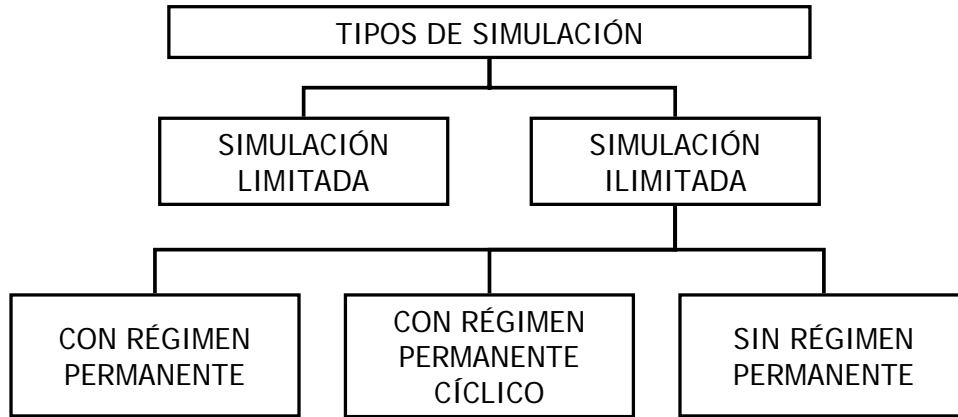 TIPOS DE SIMULACIÓN
SIMULACIÓN
LIMITADA
SIMULACIÓN
ILIMITADA
CON RÉGIMEN
PERMANENTE
CON RÉGIMEN
PERMANENTE
CÍCLICO
SIN RÉGIMEN
PERMANENTE